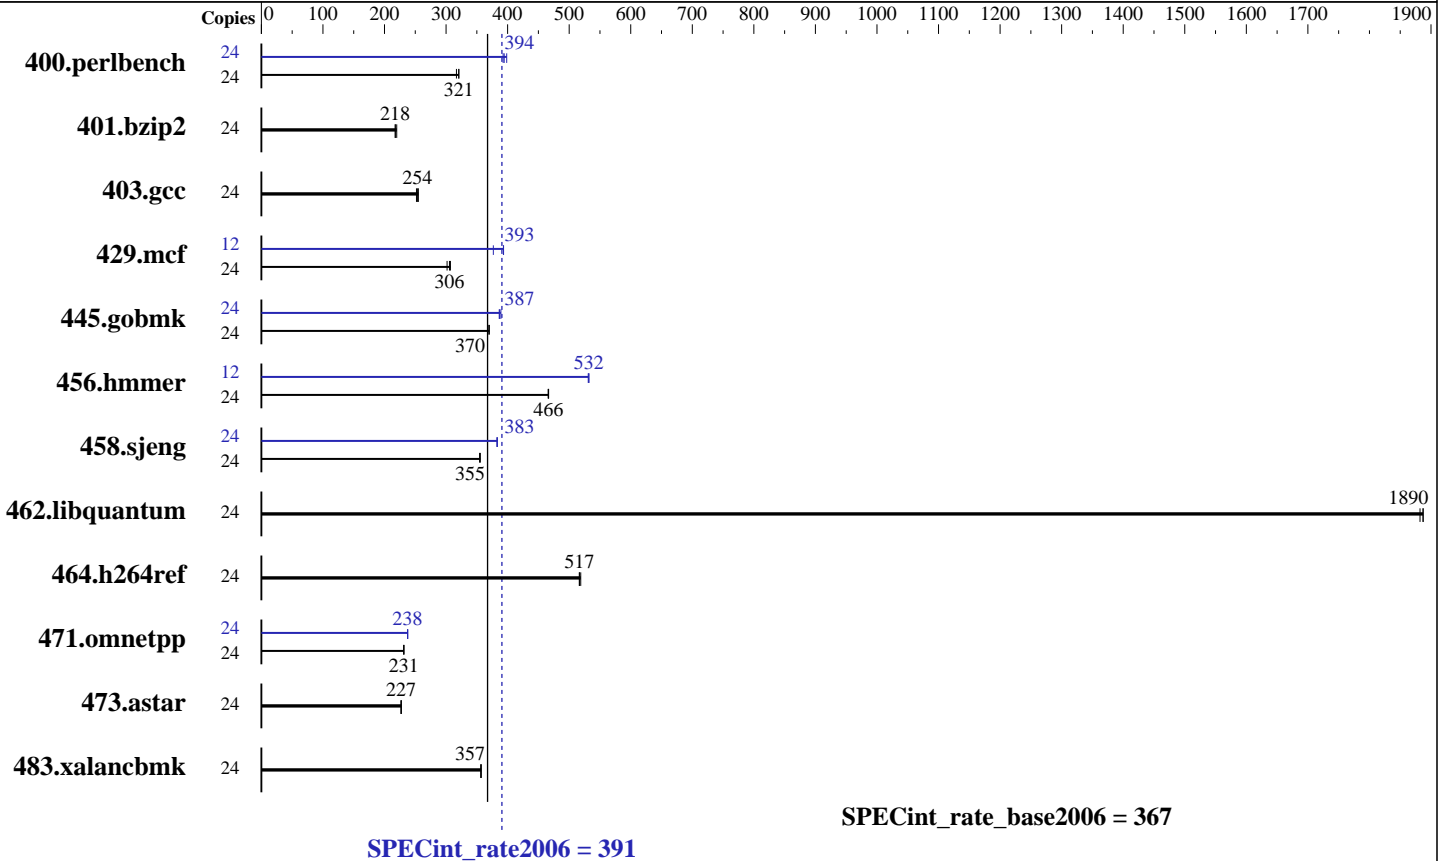 Copies 0 100 200 300 400 500 600 700 800 900 1000 1100 1200 1300 1400 1500 1600 1700 1900
400.perlbench 24 394
24 321
401.bzip2 24 218
403.gcc 24 254
429.mcf 12 393
24 306
445.gobmk 24 387
24 370
456.hmmer 12 532
24 466
458.sjeng 24 383
24 355
462.libquantum 24 1890
464.h264ref 24 517
471.omnetpp 24 238
24 231
473.astar 24 227
483.xalancbmk 24 357
SPECint_rate_base2006 = 367
SPECint_rate2006 = 391